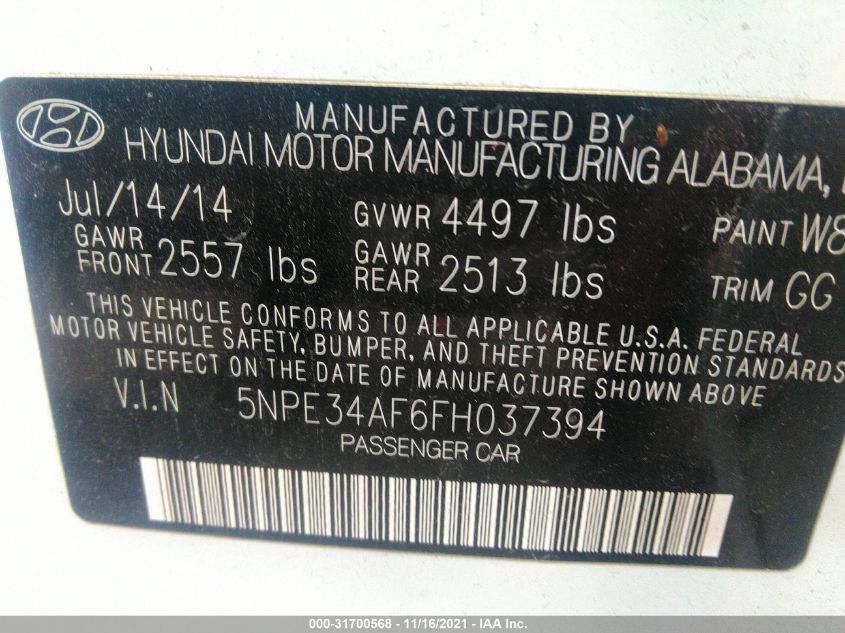 MANUFACTURED BY
HYUNDAI MOTOR MANUFACTURING ALABAMA,
Jul/14/14 GVWR 4497 lbs PAINT W8
GAWR FRONT 2557 lbs GAWR REAR 2513 lbs TRIM GG
THIS VEHICLE CONFORMS TO ALL APPLICABLE U.S.A. FEDERAL
MOTOR VEHICLE SAFETY, BUMPER, AND THEFT PREVENTION STANDARDS
IN EFFECT ON THE DATE OF MANUFACTURE SHOWN ABOVE
V.I.N 5NPE34AF6FH037394
PASSENGER CAR
000-31700568 - 11/16/2021 - IAA Inc.